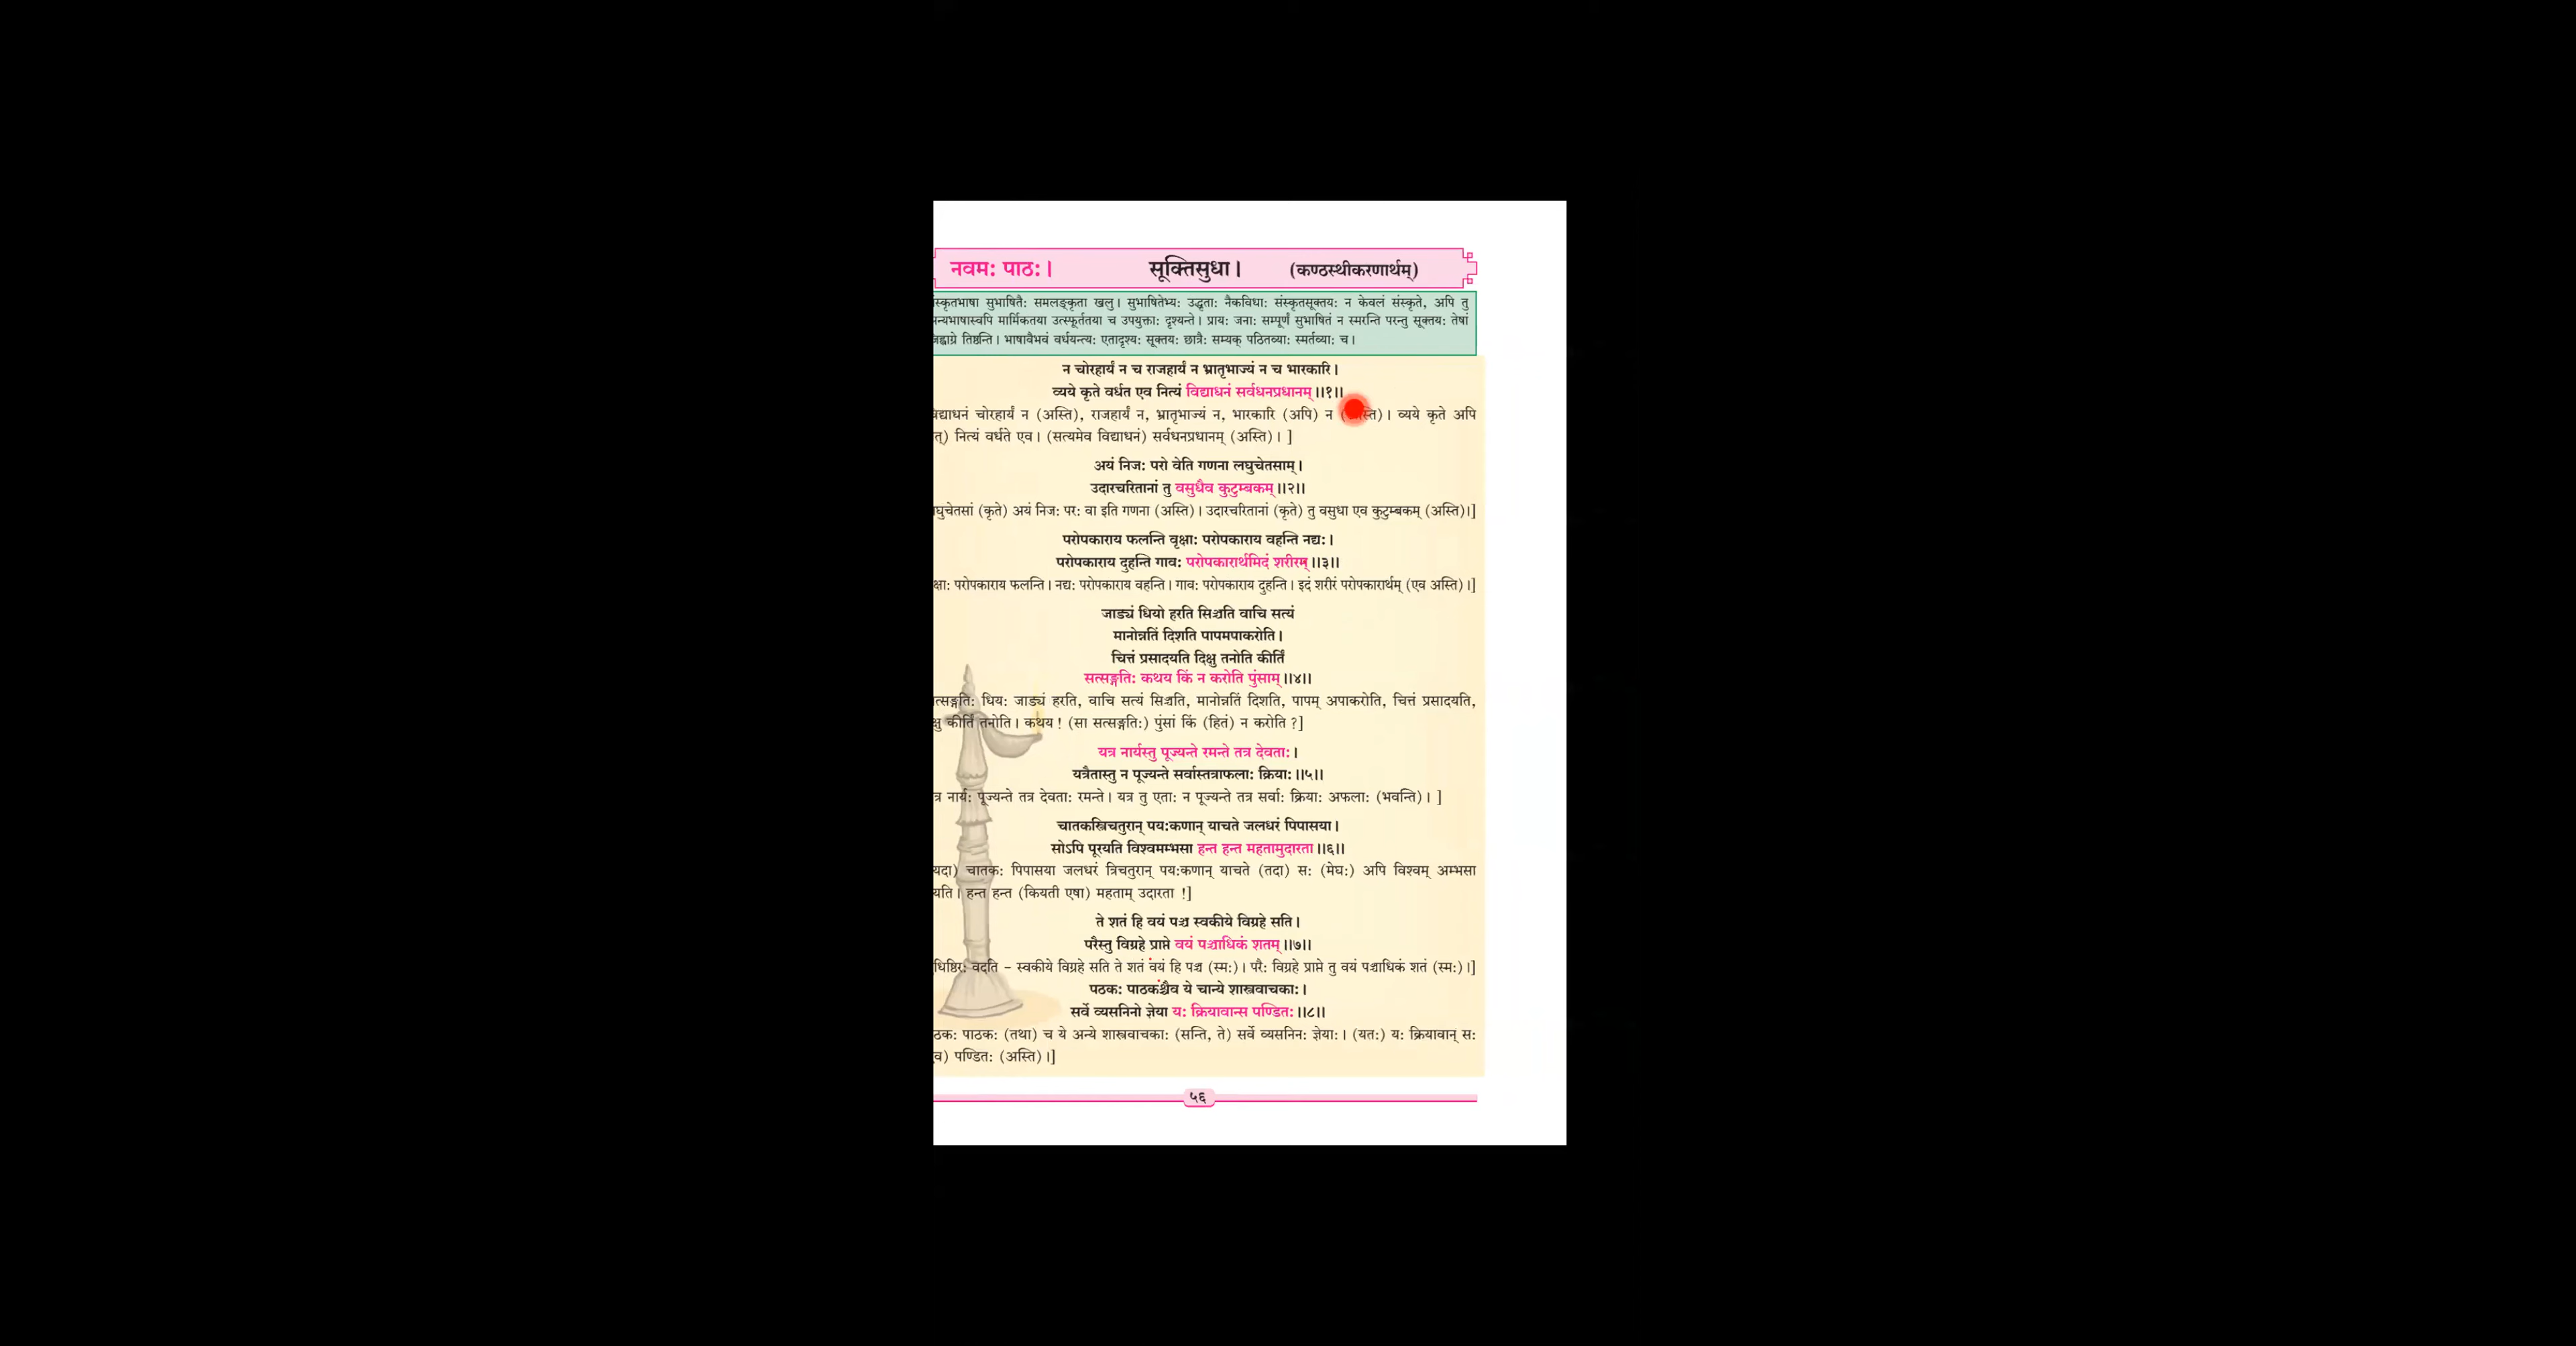 नवम: पाठ:। सूक्तिसुधा। (कण्ठस्थीकरणार्थम्)
सुभाषितै: समलङ्कृता खलु। सुभाषितेभ्य: उद्धृता: नैकविधा: संस्कृतसूक्तय: न केवलं संस्कृते, अपि तु
मार्मिकतया उत्स्फूर्ततया च उपयुक्ता: दृश्यन्ते। प्राय: जना: सम्पूर्णं सुभाषितं न स्मरन्ति परन्तु सूक्तय: तेषां
तिष्ठन्ति। भाषावैभवं वर्धयन्त्य: एतादृश्य: सूक्तय: छात्रै: सम्यक् पठितव्या: स्मर्तव्या: च।
न चोरहार्यं न च राजहार्यं न भ्रातृभाज्यं न च भारकारि।
व्यये कृते वर्धत एव नित्यं विद्याधनं सर्वधनप्रधानम्॥१॥
चोरहार्यं न (अस्ति), राजहार्यं न, भ्रातृभाज्यं न, भारकारि (अपि) न । व्यये कृते अपि
नित्यं वर्धते एव। (सत्यमेव विद्याधनं) सर्वधनप्रधानम् (अस्ति)। ]
अयं निज: परो वेति गणना लघुचेतसाम्।
उदारचरितानां तु वसुधैव कुटुम्बकम्॥२॥
(कृते) अयं निज: पर: वा इति गणना (अस्ति)। उदारचरितानां (कृते) तु वसुधा एव कुटुम्बकम् (अस्ति)।]
परोपकाराय फलन्ति वृक्षा: परोपकाराय वहन्ति नद्य:।
परोपकाराय दुहन्ति गाव: परोपकारार्थमिदं शरीरम्॥३॥
परोपकाराय फलन्ति। नद्य: परोपकाराय वहन्ति। गाव: परोपकाराय दुहन्ति। इदं शरीरं परोपकारार्थम् (एव अस्ति)।]
जाड्यं धियो हरति सिञ्चति वाचि सत्यं
मानोन्नतिं दिशति पापमपाकरोति।
चित्तं प्रसादयति दिक्षु तनोति कीर्तिं
सत्सङ्गति: कथय किं न करोति पुंसाम्॥४॥
धिय: जाड्यं हरति, वाचि सत्यं सिञ्चति, मानोन्नतिं दिशति, पापम् अपाकरोति, चित्तं प्रसादयति,
कीर्तिं तनोति। कथय ! (सा सत्सङ्गति:) पुंसां किं (हितं) न करोति ?]
यत्र नार्यस्तु पूज्यन्ते रमन्ते तत्र देवता:।
यत्रैतास्तु न पूज्यन्ते सर्वास्तत्राफला: क्रिया:॥५॥
नार्य: पूज्यन्ते तत्र देवता: रमन्ते। यत्र तु एता: न पूज्यन्ते तत्र सर्वा: क्रिया: अफला: (भवन्ति)। ]
चातकस्त्रिचतुरान् पय:कणान् याचते जलधरं पिपासया।
सोऽपि पूरयति विश्वमम्भसा हन्त हन्त महतामुदारता॥६॥
चातक: पिपासया जलधरं त्रिचतुरान् पय:कणान् याचते (तदा) स: (मेघ:) अपि विश्वम् अम्भसा
हन्त हन्त (कियती एषा) महताम् उदारता !]
ते शतं हि वयं पञ्च स्वकीये विग्रहे सति।
परैस्तु विग्रहे प्राप्ते वयं पञ्चाधिकं शतम्॥७॥
वदति – स्वकीये विग्रहे सति ते शतं वयं हि पञ्च (स्म:)। परै: विग्रहे प्राप्ते तु वयं पञ्चाधिकं शतं (स्म:)।]
पठक: पाठकश्चैव ये चान्ये शास्त्रवाचका:।
सर्वे व्यसनिनो ज्ञेया य: क्रियावान्स पण्डित:॥८॥
पाठक: (तथा) च ये अन्ये शास्त्रवाचका: (सन्ति, ते) सर्वे व्यसनिन: ज्ञेया:। (यत:) य: क्रियावान् स:
पण्डित: (अस्ति)।]
५६